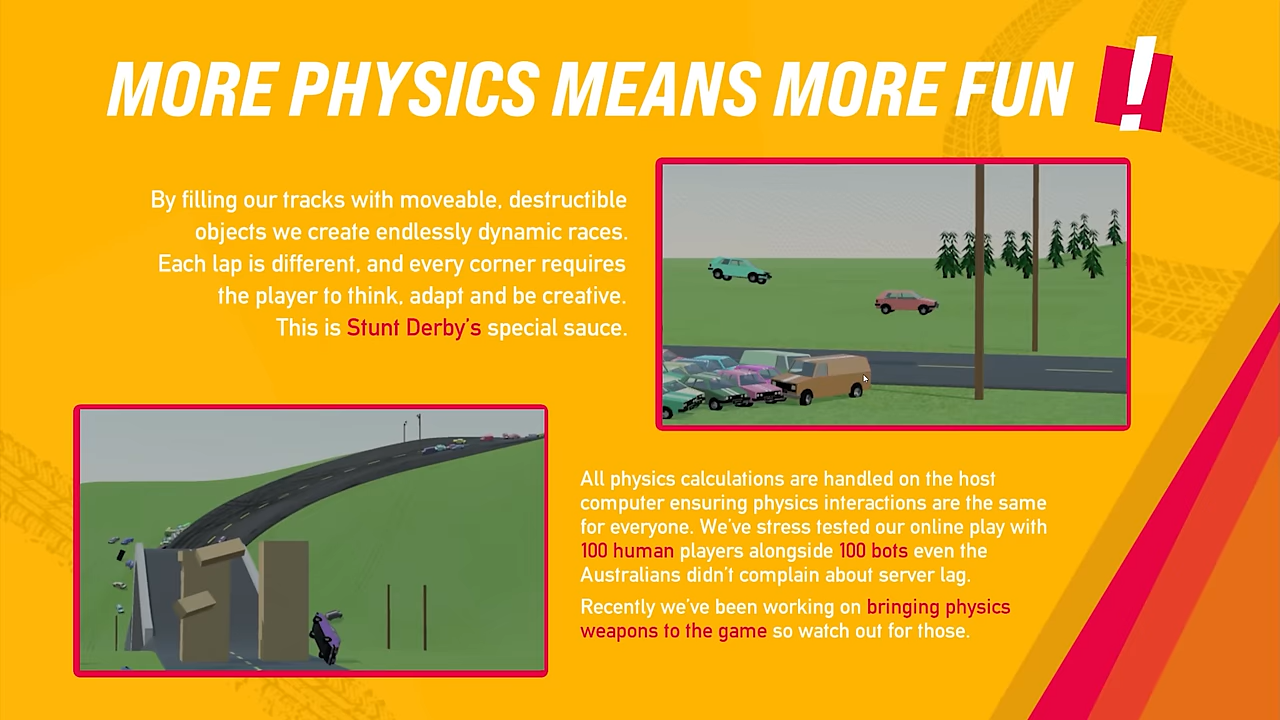 MORE PHYSICS MEANS MORE FUN !
By filling our tracks with moveable, destructible
objects we create endlessly dynamic races.
Each lap is different, and every corner requires
the player to think, adapt and be creative.
This is Stunt Derby's special sauce.
All physics calculations are handled on the host
computer ensuring physics interactions are the same
for everyone. We've stress tested our online play with
100 human players alongside 100 bots even the
Australians didn't complain about server lag.
Recently we've been working on bringing physics
weapons to the game so watch out for those.